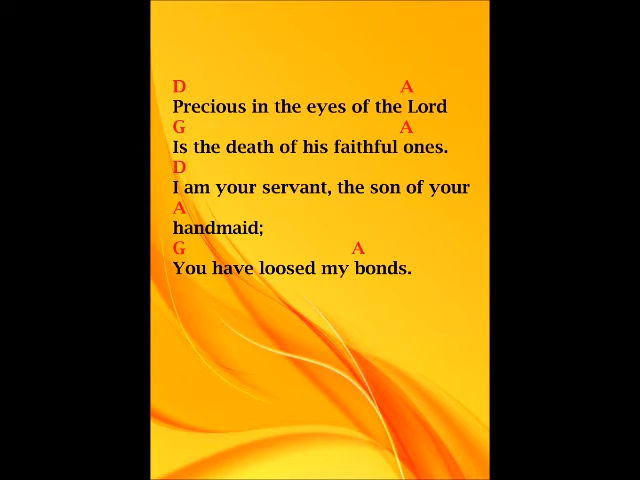 D A
Precious in the eyes of the Lord
G A
Is the death of his faithful ones.
D
I am your servant, the son of your
A
handmaid;
G A
You have loosed my bonds.